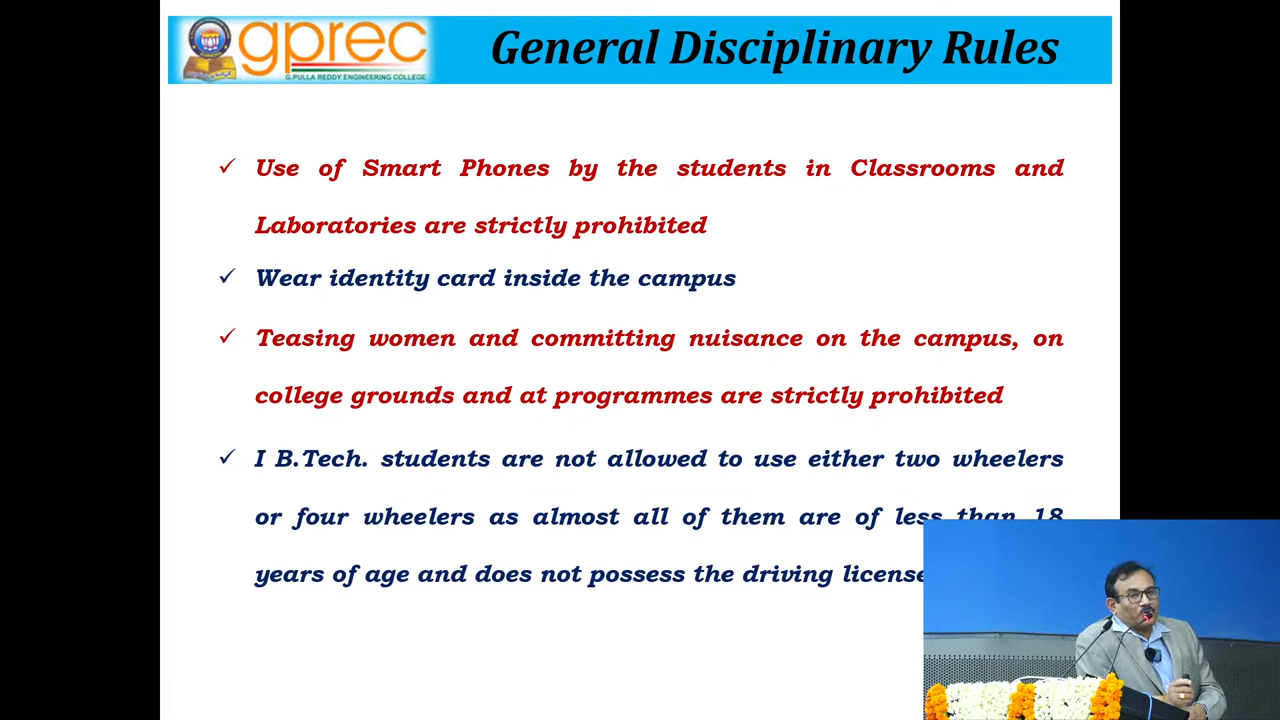 gprec
G.PULLA REDDY ENGINEERING COLLEGE
General Disciplinary Rules
✓ Use of Smart Phones by the students in Classrooms and
Laboratories are strictly prohibited
✓ Wear identity card inside the campus
✓ Teasing women and committing nuisance on the campus, on
college grounds and at programmes are strictly prohibited
✓ I B.Tech. students are not allowed to use either two wheelers
or four wheelers as almost all of them are of less than 18
years of age and does not possess the driving license